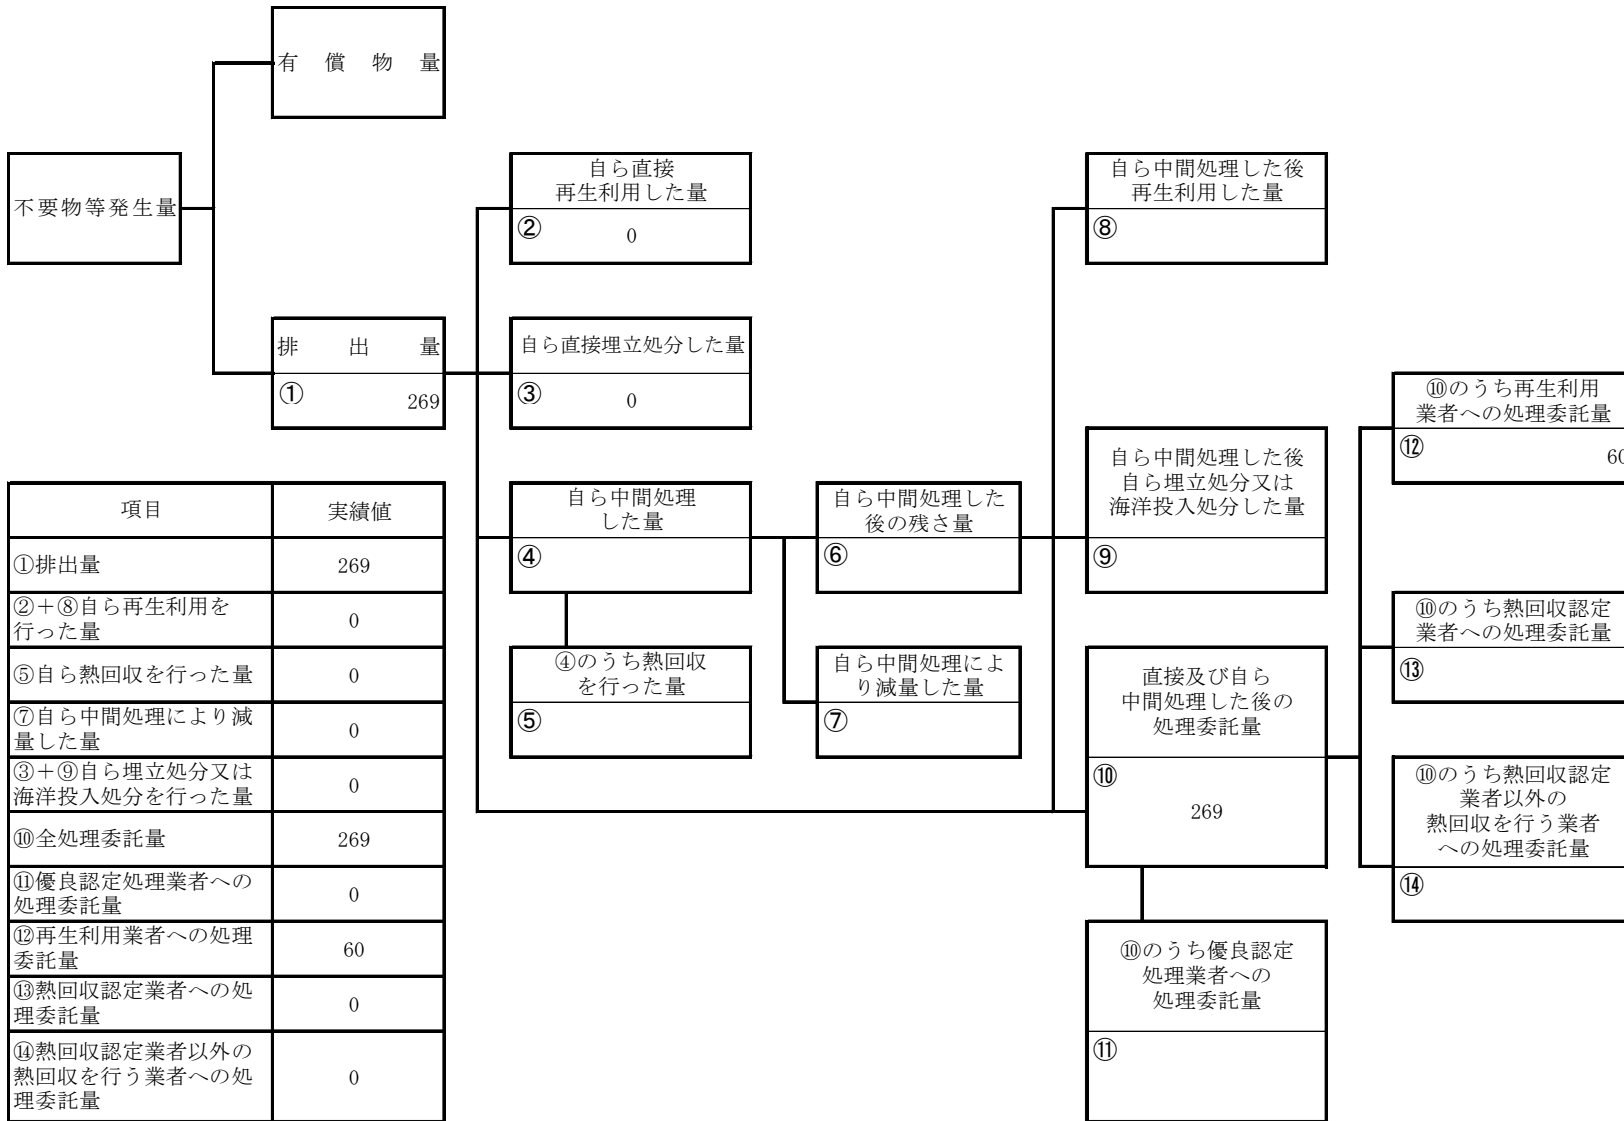 有償物量
不要物等発生量
排出量
① 269
自ら直接
再生利用した量
② 0
自ら直接埋立処分した量
③ 0
自ら中間処理
した量
④
④のうち熱回収
を行った量
⑤
自ら中間処理した
後の残さ量
⑥
自ら中間処理によ
り減量した量
⑦
自ら中間処理した後
再生利用した量
⑧
自ら中間処理した後
自ら埋立処分又は
海洋投入処分した量
⑨
直接及び自ら
中間処理した後の
処理委託量
⑩
269
⑩のうち優良認定
処理業者への
処理委託量
⑪
⑩のうち再生利用
業者への処理委託量
⑫ 60
⑩のうち熱回収認定
業者への処理委託量
⑬
⑩のうち熱回収認定
業者以外の
熱回収を行う業者
への処理委託量
⑭
項目 実績値
①排出量 269
②＋⑧自ら再生利用を
行った量 0
⑤自ら熱回収を行った量 0
⑦自ら中間処理により減
量した量 0
③＋⑨自ら埋立処分又は
海洋投入処分を行った量 0
⑩全処理委託量 269
⑪優良認定処理業者への
処理委託量 0
⑫再生利用業者への処理
委託量 60
⑬熱回収認定業者への処
理委託量 0
⑭熱回収認定業者以外の
熱回収を行う業者への処
理委託量 0